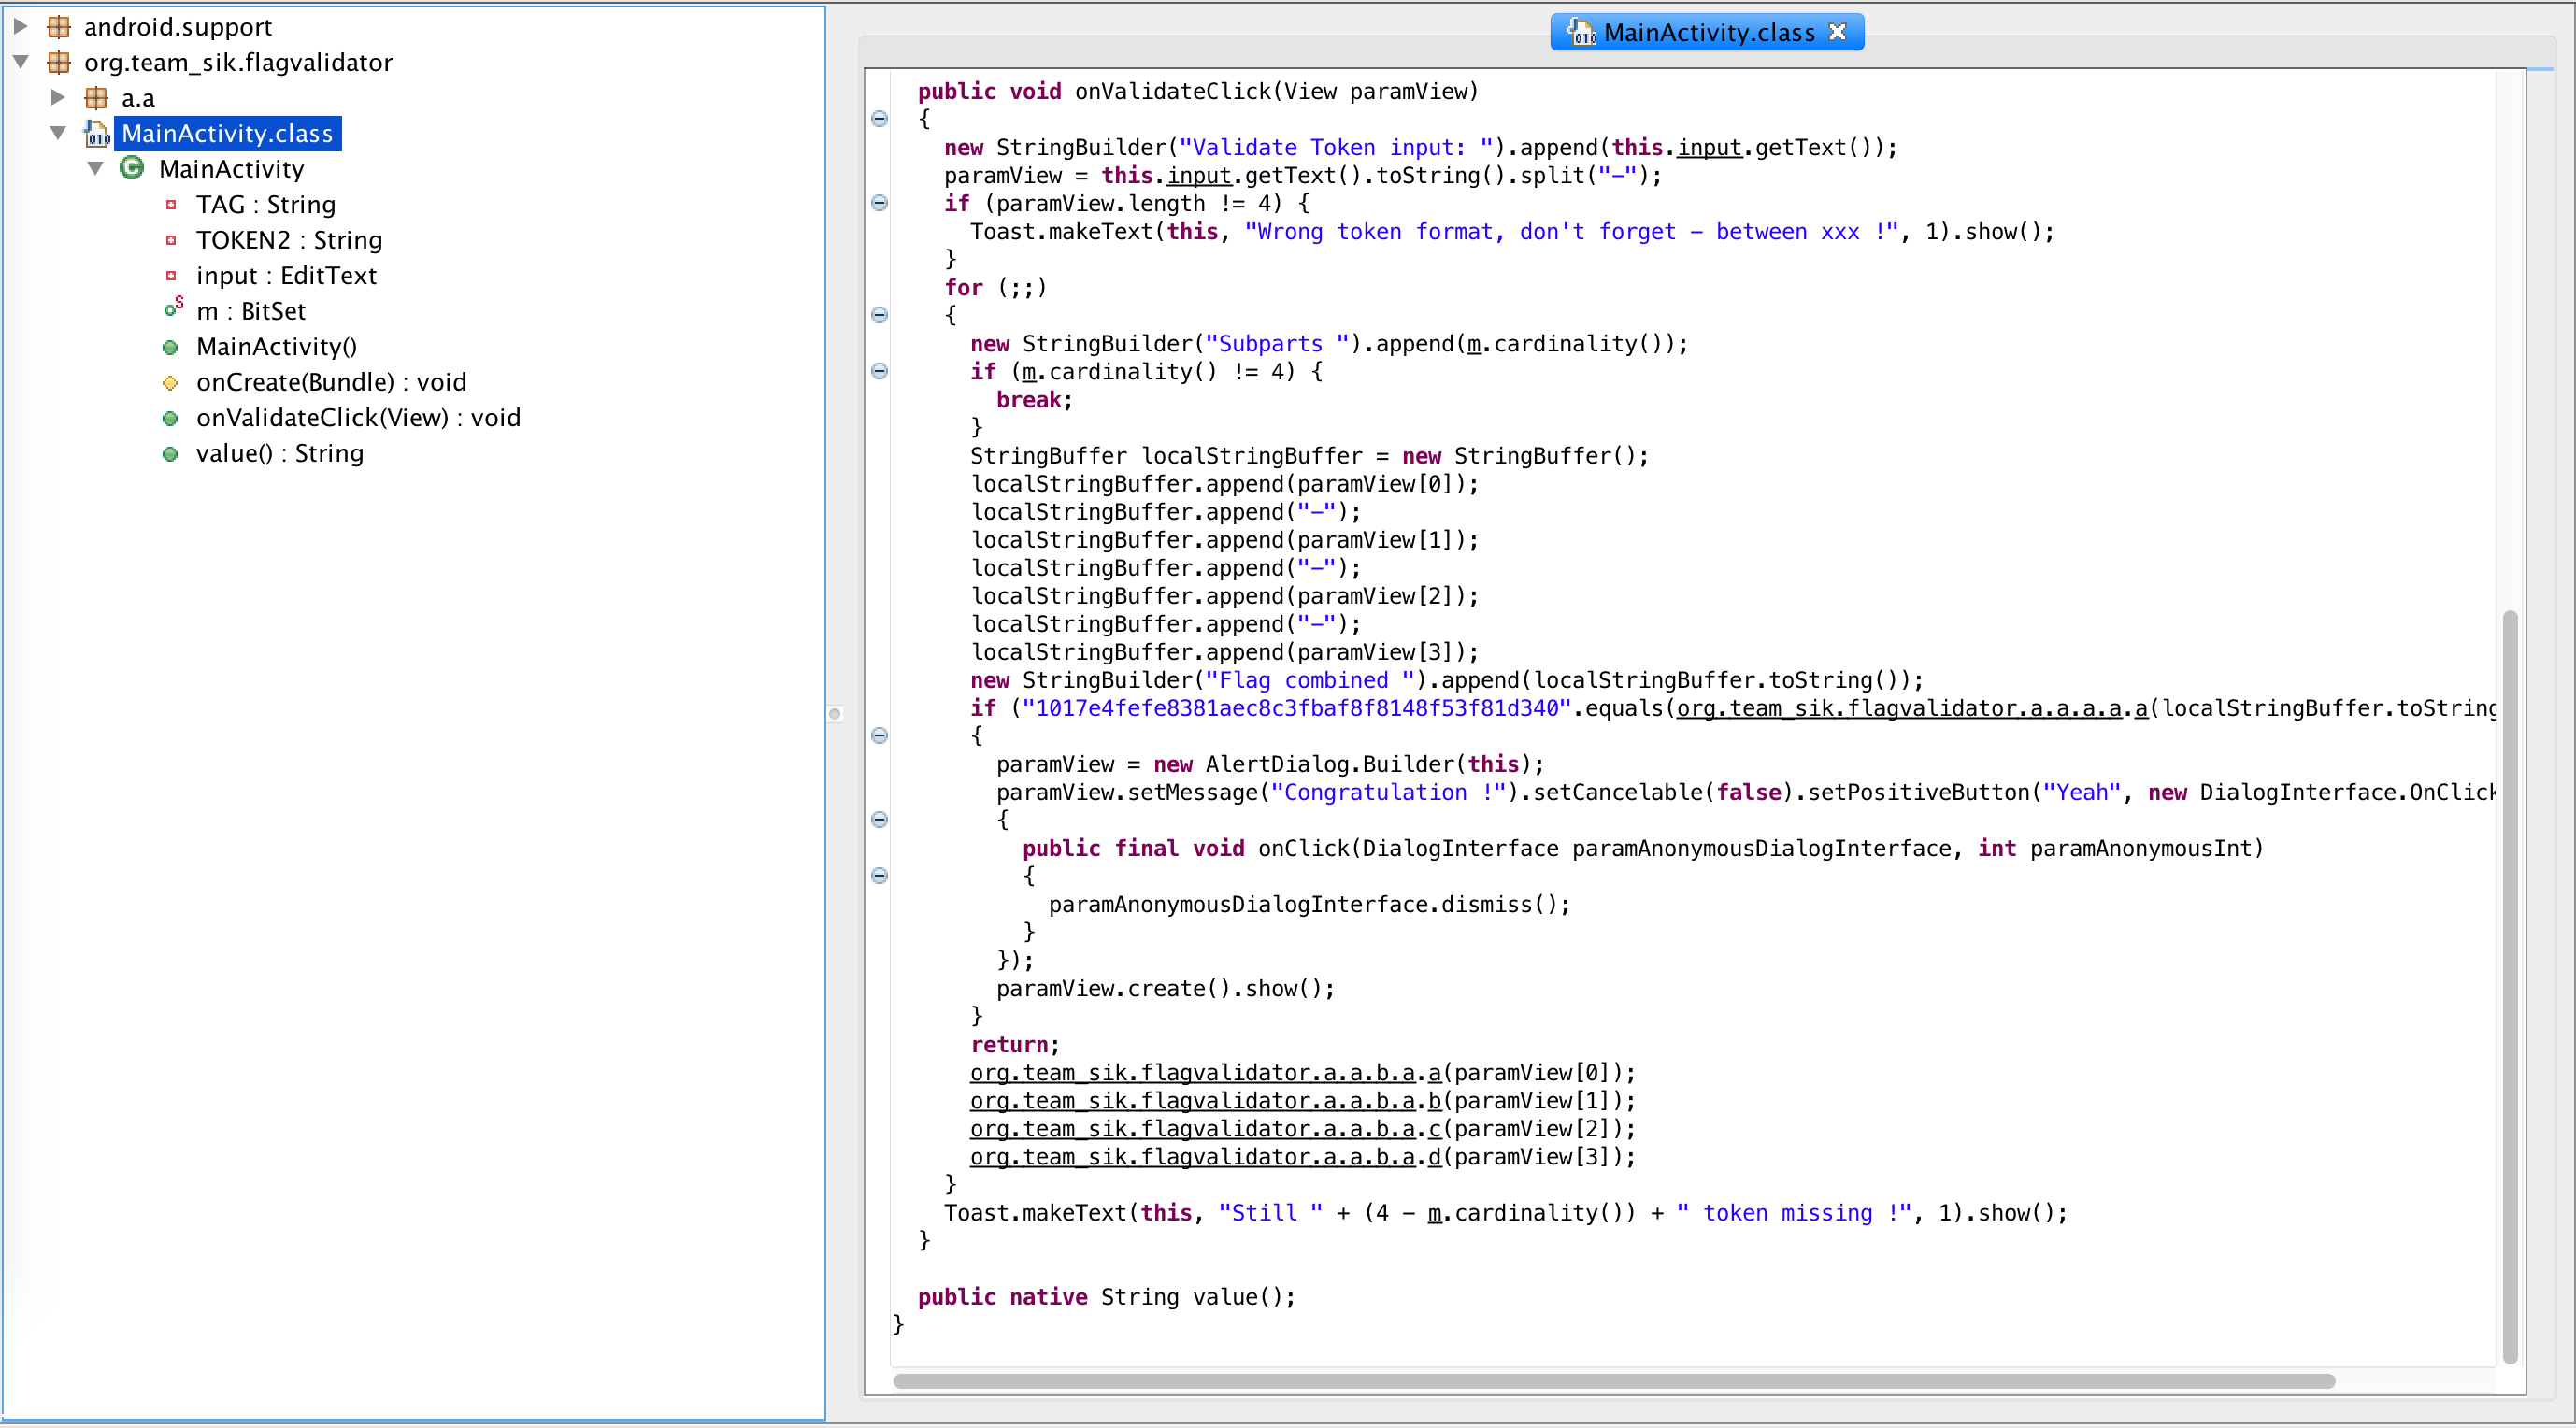 android.support
org.team_sik.flagvalidator
a.a
MainActivity.class
MainActivity
TAG : String
TOKEN2 : String
input : EditText
m : BitSet
MainActivity()
onCreate(Bundle) : void
onValidateClick(View) : void
value() : String
MainActivity.class
public void onValidateClick(View paramView)
{
new StringBuilder("Validate Token input: ").append(this.input.getText());
paramView = this.input.getText().toString().split("-");
if (paramView.length != 4) {
Toast.makeText(this, "Wrong token format, don't forget - between xxx !", 1).show();
}
for (;;)
{
new StringBuilder("Subparts ").append(m.cardinality());
if (m.cardinality() != 4) {
break;
}
StringBuffer localStringBuffer = new StringBuffer();
localStringBuffer.append(paramView[0]);
localStringBuffer.append("-");
localStringBuffer.append(paramView[1]);
localStringBuffer.append("-");
localStringBuffer.append(paramView[2]);
localStringBuffer.append("-");
localStringBuffer.append(paramView[3]);
new StringBuilder("Flag combined ").append(localStringBuffer.toString());
if ("1017e4fefe8381aec8c3fbaf8f8148f53f81d340".equals(org.team_sik.flagvalidator.a.a.a.a.a(localStringBuffer.toString
{
paramView = new AlertDialog.Builder(this);
paramView.setMessage("Congratulation !").setCancelable(false).setPositiveButton("Yeah", new DialogInterface.OnClick
{
public final void onClick(DialogInterface paramAnonymousDialogInterface, int paramAnonymousInt)
{
paramAnonymousDialogInterface.dismiss();
}
});
paramView.create().show();
}
return;
org.team_sik.flagvalidator.a.a.b.a.a(paramView[0]);
org.team_sik.flagvalidator.a.a.b.a.b(paramView[1]);
org.team_sik.flagvalidator.a.a.b.a.c(paramView[2]);
org.team_sik.flagvalidator.a.a.b.a.d(paramView[3]);
}
Toast.makeText(this, "Still " + (4 - m.cardinality()) + " token missing !", 1).show();
}
public native String value();
}